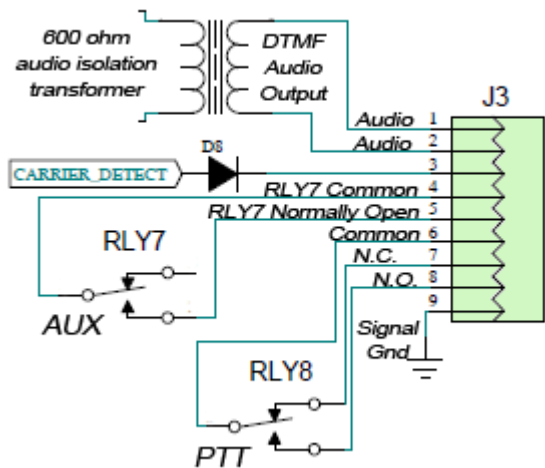 600 ohm
audio isolation
transformer
DTMF
Audio
Output
J3
Audio 1
Audio 2
D8
CARRIER_DETECT
3
RLY7 Common 4
RLY7 Normally Open 5
Common 6
N.C. 7
N.O. 8
9
Signal
Gnd
RLY7
AUX
RLY8
PTT